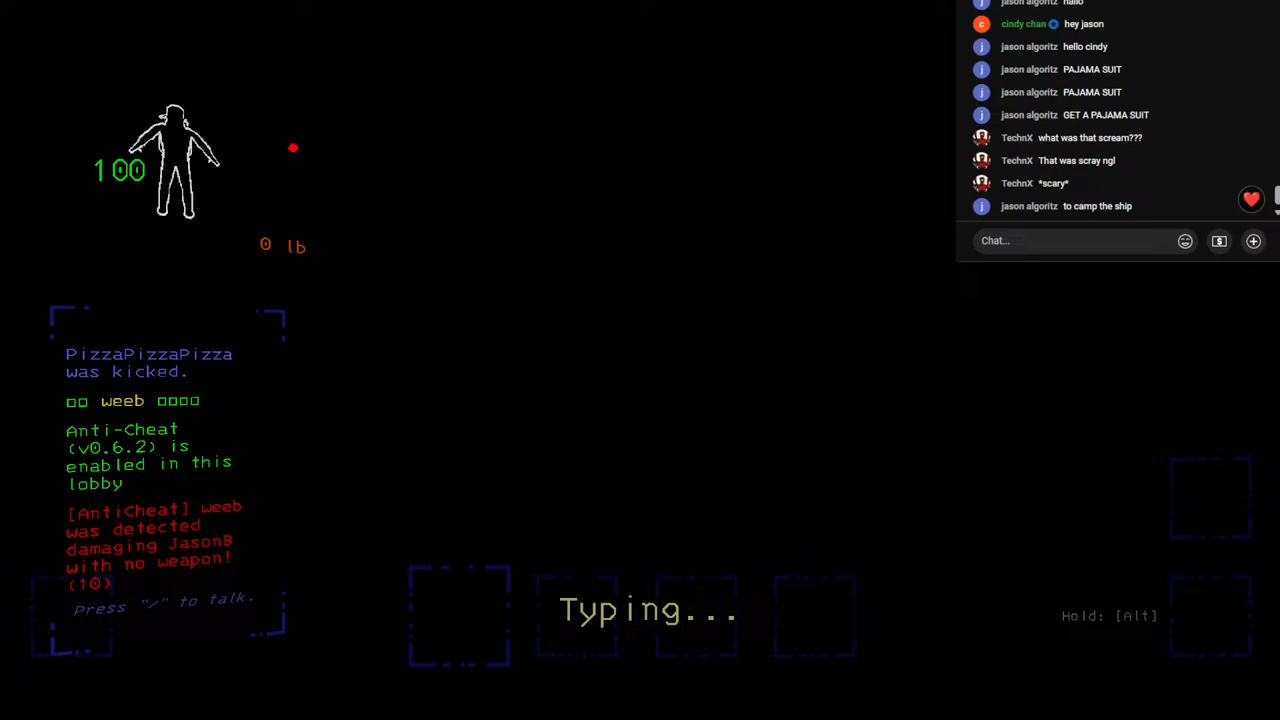 jason algoritz hallo
cindy chan hey jason
jason algoritz hello cindy
jason algoritz PAJAMA SUIT
jason algoritz PAJAMA SUIT
jason algoritz GET A PAJAMA SUIT
TechnX what was that scream???
TechnX That was scray ngl
TechnX *scary*
jason algoritz to camp the ship
Chat...
100
0 lb
PizzaPizzaPizza
was kicked.
□□ weeb □□□□
Anti-Cheat
(v0.6.2) is
enabled in this
lobby
[AntiCheat] weeb
was detected
damaging JasonB
with no weapon!
(10)
Press "/" to talk.
Typing...
Hold: [Alt]